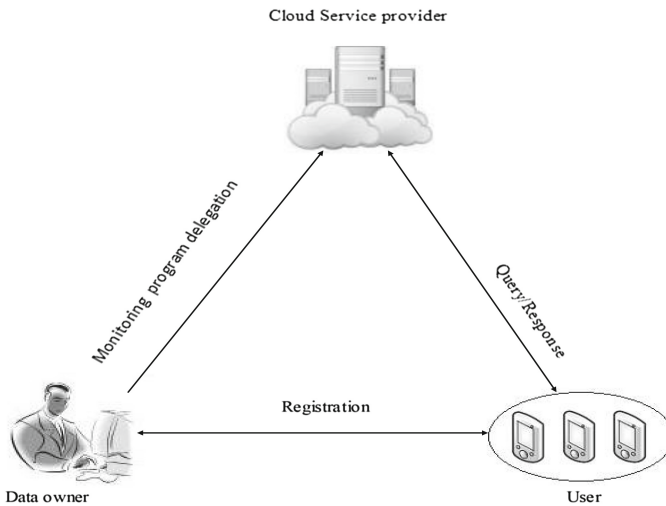 Cloud Service provider
Monitoring program delegation
Query/Response
Registration
Data owner
User